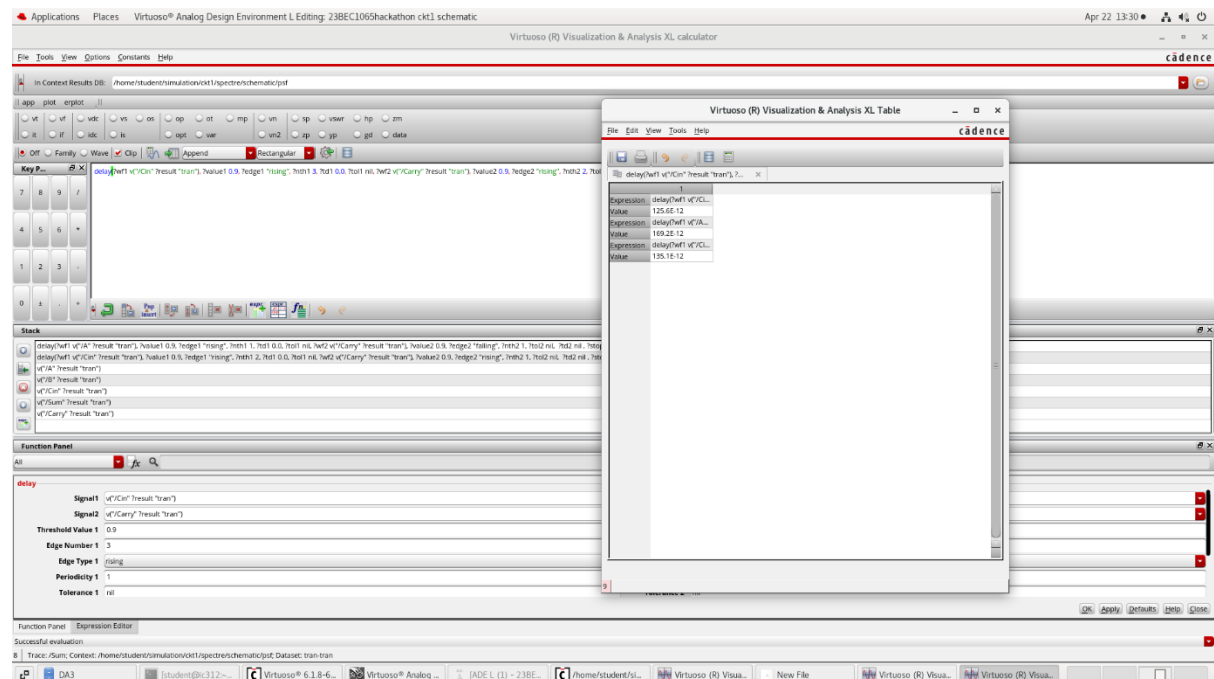 Applications Places Virtuoso® Analog Design Environment L Editing: 23BEC1065hackathon ckt1 schematic
Apr 22 13:30
Virtuoso (R) Visualization & Analysis XL calculator
File Tools View Options Constants Help
cādence
In Context Results DB: /home/student/simulation/ckt1/spectre/schematic/psf
app plot erplot
vt vf vdc vs os op ot mp vn sp vswr hp zm
it if idc is opt var vn2 zp yp gd data
Off Family Wave Clip Append Rectangular
Key P...
7 8 9 /
4 5 6 *
1 2 3 -
0 ± . +
delay(?wf1 v("/Cin" ?result "tran"), ?value1 0.9, ?edge1 "rising", ?nth1 3, ?td1 0.0, ?tol1 nil, ?wf2 v("/Carry" ?result "tran"), ?value2 0.9, ?edge2 "rising", ?nth2 2, ?tol
Stack
delay(?wf1 v("/A" ?result "tran"), ?value1 0.9, ?edge1 "rising", ?nth1 1, ?td1 0.0, ?tol1 nil, ?wf2 v("/Carry" ?result "tran"), ?value2 0.9, ?edge2 "falling", ?nth2 1, ?tol2 nil, ?td2 nil , ?stop
delay(?wf1 v("/Cin" ?result "tran"), ?value1 0.9, ?edge1 "rising", ?nth1 2, ?td1 0.0, ?tol1 nil, ?wf2 v("/Carry" ?result "tran"), ?value2 0.9, ?edge2 "rising", ?nth2 1, ?tol2 nil, ?td2 nil , ?sto
v("/A" ?result "tran")
v("/B" ?result "tran")
v("/Cin" ?result "tran")
v("/Sum" ?result "tran")
v("/Carry" ?result "tran")
Function Panel
All
fx
delay
Signal1 v("/Cin" ?result "tran")
Signal2 v("/Carry" ?result "tran")
Threshold Value 1 0.9
Edge Number 1 3
Edge Type 1 rising
Periodicity 1 1
Tolerance 1 nil
OK Apply Defaults Help Close
Function Panel Expression Editor
Successful evaluation
8 Trace: /Sum; Context: /home/student/simulation/ckt1/spectre/schematic/psf; Dataset: tran-tran
Virtuoso (R) Visualization & Analysis XL Table
File Edit View Tools Help
cādence
delay(?wf1 v("/Cin" ?result "tran"), ?...
1
Expression delay(?wf1 v("/Ci...
Value 125.6E-12
Expression delay(?wf1 v("/A...
Value 169.2E-12
Expression delay(?wf1 v("/Ci...
Value 135.1E-12
9
DA3 [student@ic312:~... Virtuoso® 6.1.8-6... Virtuoso® Analog ... [ADE L (1) - 23BE... /home/student/si... Virtuoso (R) Visua... New File Virtuoso (R) Visua... Virtuoso (R) Visua...